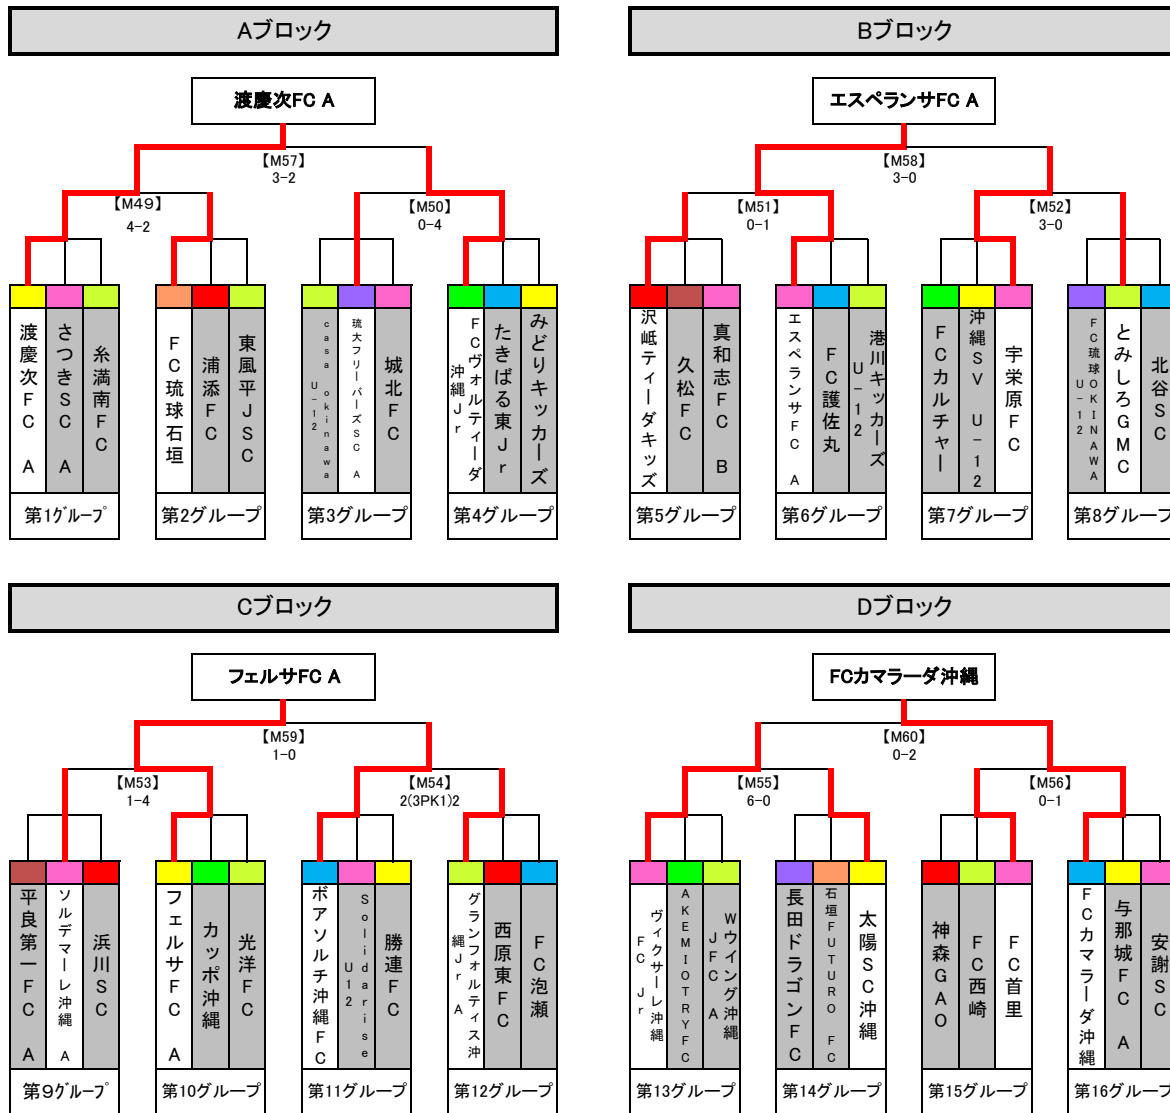 Aブロック
渡慶次FC A
【M57】
3-2
【M49】
4-2
【M50】
0-4
渡慶次FC A
さつきSC A
糸満南FC
FC琉球石垣
浦添FC
東風平JSC
casa okinawa U-12
琉大フリーバーズSC A
城北FC
FCヴォルティーダ沖縄Jr
たきばる東Jr
みどりキッカーズ
第1グループ
第2グループ
第3グループ
第4グループ
Bブロック
エスペランサFC A
【M58】
3-0
【M51】
0-1
【M52】
3-0
沢岻ティーダキッズ
久松FC
真和志FC B
エスペランサFC A
FC護佐丸
港川キッカーズU-12
FCカルチャー
沖縄SV U-12
宇栄原FC
FC琉球OKINAWA U-12
とみしろGMC
北谷SC
第5グループ
第6グループ
第7グループ
第8グループ
Cブロック
フェルサFC A
【M59】
1-0
【M53】
1-4
【M54】
2(3PK1)2
平良第一FC A
ソルデマーレ沖縄 A
浜川SC
フェルサFC A
カッポ沖縄
光洋FC
ボアソルチ沖縄FC
Solidarise U12
勝連FC
グランフォルティス沖縄Jr A
西原東FC
FC泡瀬
第9グループ
第10グループ
第11グループ
第12グループ
Dブロック
FCカマラーダ沖縄
【M60】
0-2
【M55】
6-0
【M56】
0-1
ヴィクサーレ沖縄FC Jr
AKEMIOTRYFC
Wウイング沖縄JFC A
長田ドラゴンFC
石垣FUTURO FC
太陽SC沖縄
神森GAO
FC西崎
FC首里
FCカマラーダ沖縄
与那城FC A
安謝SC
第13グループ
第14グループ
第15グループ
第16グループ